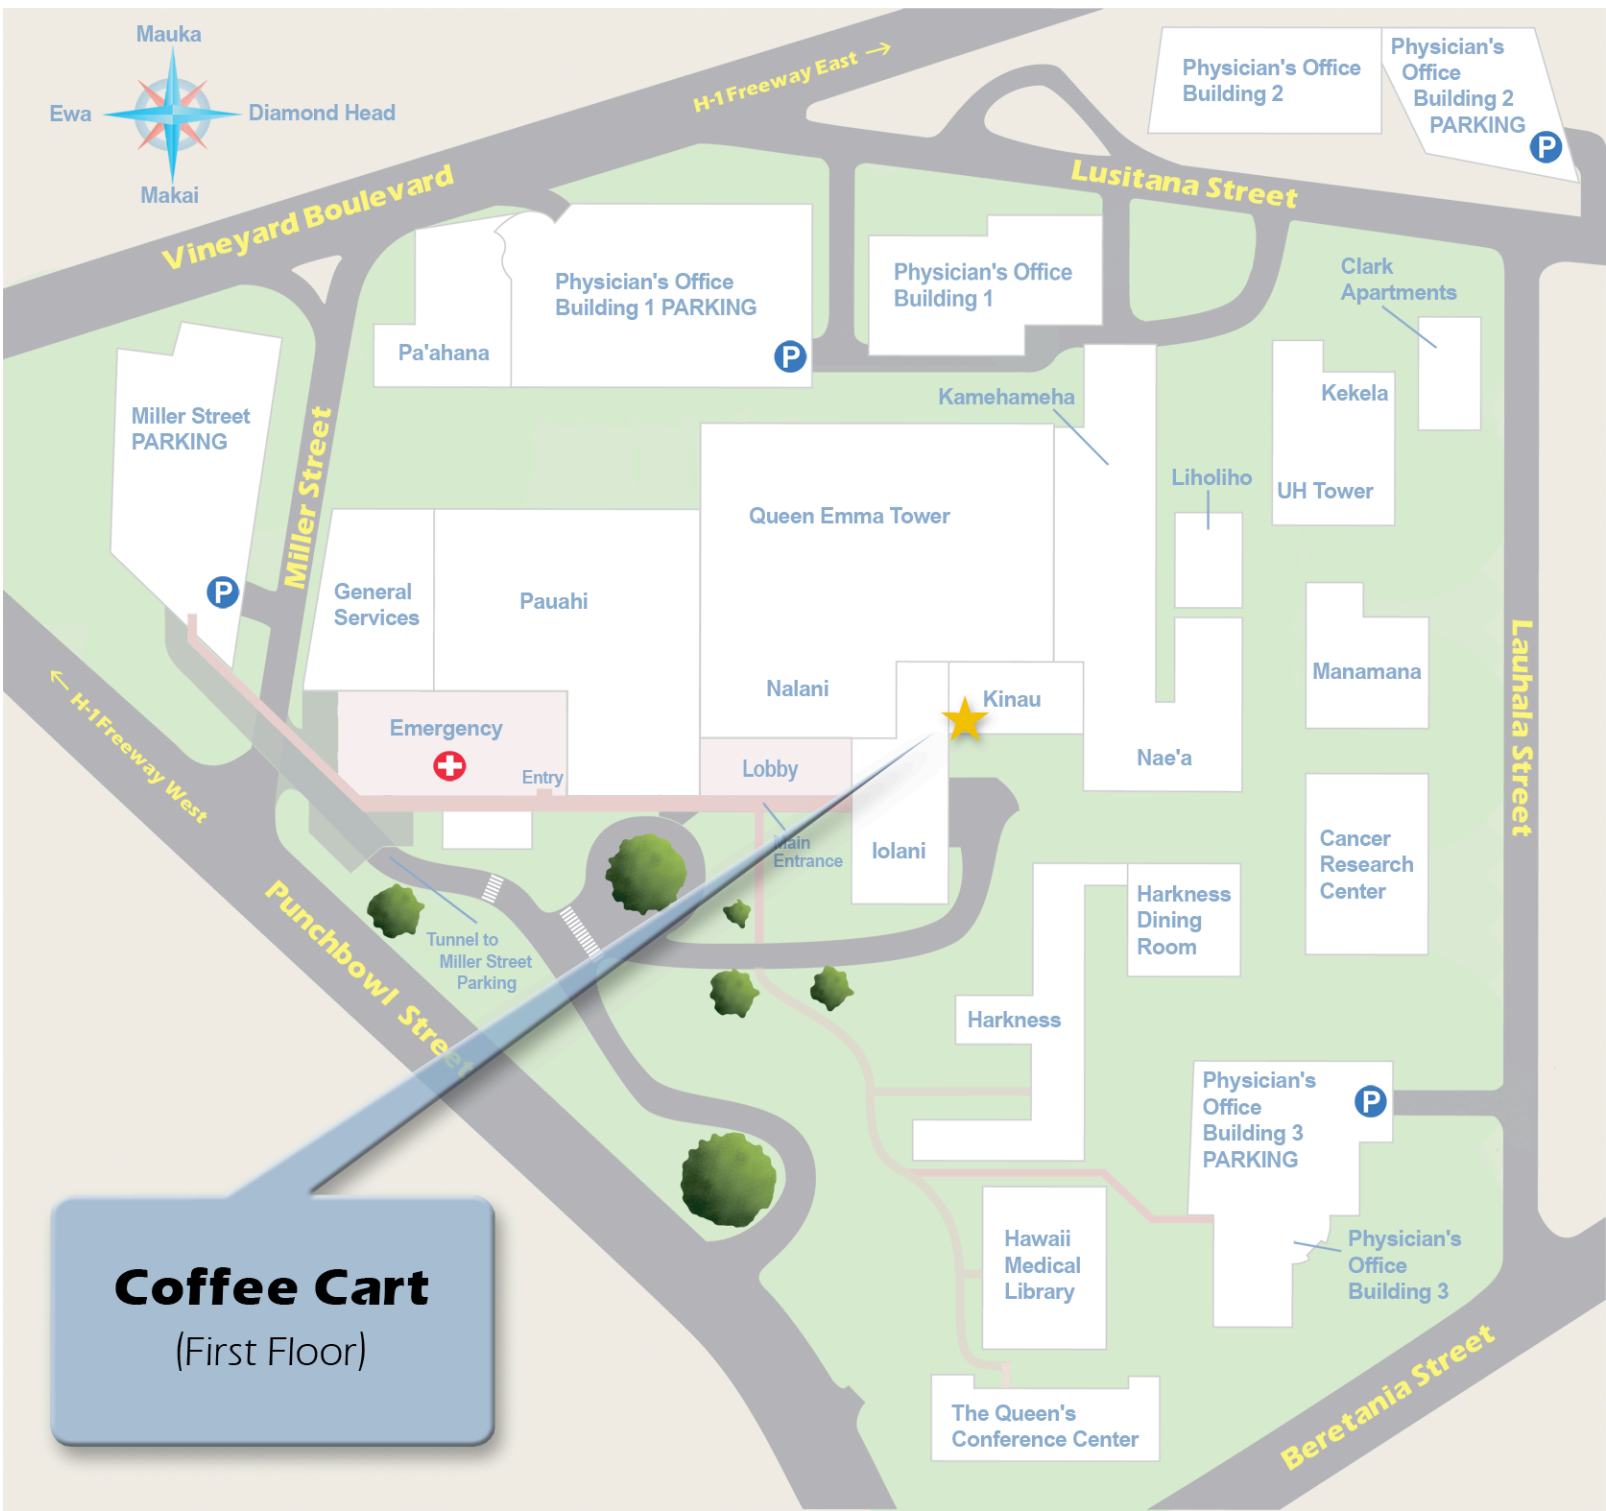 Mauka
Ewa
Diamond Head
Makai
H-1 Freeway East →
Vineyard Boulevard
Lusitana Street
Physician's Office
Building 2
Physician's
Office
Building 2
PARKING
P
Physician's Office
Building 1 PARKING
P
Pa'ahana
Physician's Office
Building 1
Clark
Apartments
Kamehameha
Kekela
UH Tower
Liholiho
Miller Street
PARKING
P
Miller Street
Queen Emma Tower
General
Services
Pauahi
Nalani
Kinau
Nae'a
Manamana
Lauhala Street
Emergency
Entry
Lobby
Main
Entrance
Iolani
← H-1 Freeway West
Cancer
Research
Center
Harkness
Dining
Room
Harkness
Tunnel to
Miller Street
Parking
Punchbowl Street
Physician's
Office
Building 3
PARKING
P
Physician's
Office
Building 3
Hawaii
Medical
Library
The Queen's
Conference Center
Beretania Street
Coffee Cart
(First Floor)